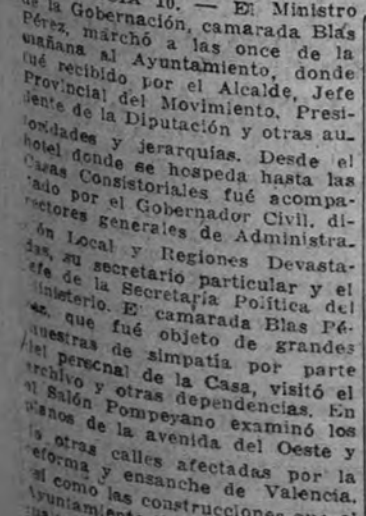 10. — El Ministro
la Gobernación, camarada Blas
Pérez, marchó a las once de la
mañana al Ayuntamiento, donde
fué recibido por el Alcalde, Jefe
Provincial del Movimiento. Presi-
dente de la Diputación y otras au-
toridades y jerarquías. Desde el
hotel donde se hospeda hasta las
Casas Consistoriales fué acompa-
ñado por el Gobernador Civil, di-
rectores generales de Administra-
ción Local y Regiones Devasta-
das, su secretario particular y el
jefe de la Secretaría Política del
Ministerio. E camarada Blas Pé-
rez, que fué objeto de grandes
muestras de simpatía por parte
del personal de la Casa, visitó el
archivo y otras dependencias. En
el Salón Pompeyano examinó los
planos de la avenida del Oeste y
otras calles afectadas por la
reforma y ensanche de Valencia,
así como las construcciones que el
Ayuntamiento